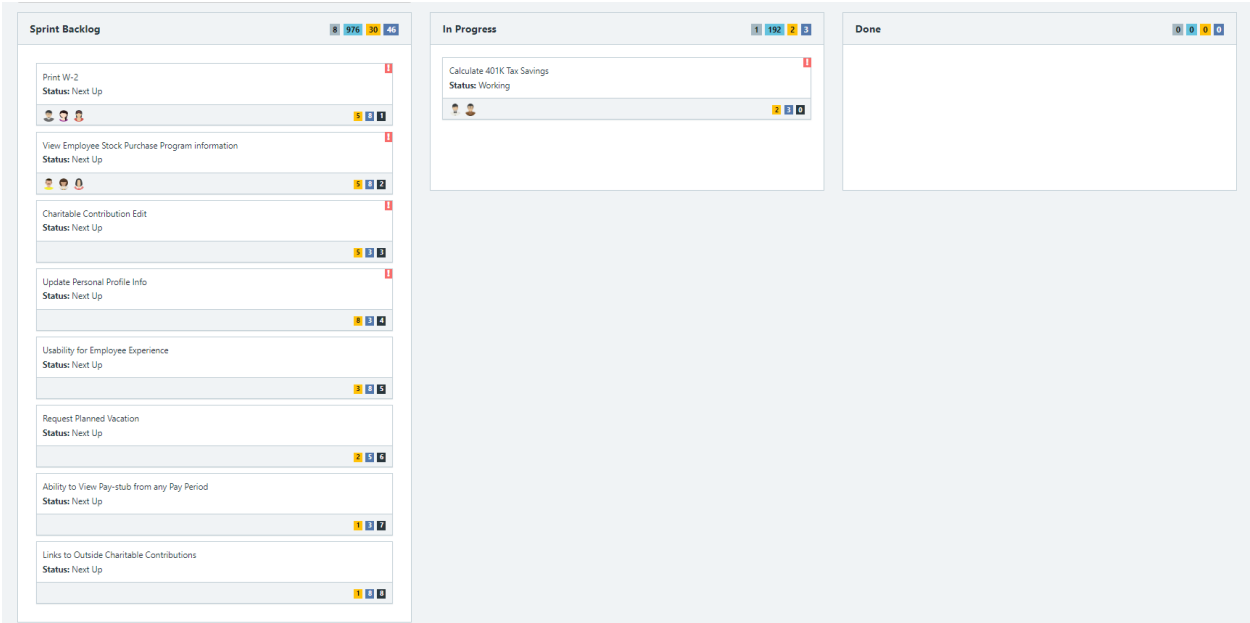 Sprint Backlog 8 976 30 46
Print W-2
Status: Next Up
5 8 1
View Employee Stock Purchase Program information
Status: Next Up
5 8 2
Charitable Contribution Edit
Status: Next Up
5 3 3
Update Personal Profile Info
Status: Next Up
8 3 4
Usability for Employee Experience
Status: Next Up
3 8 5
Request Planned Vacation
Status: Next Up
2 5 6
Ability to View Pay-stub from any Pay Period
Status: Next Up
1 3 7
Links to Outside Charitable Contributions
Status: Next Up
1 8 8
In Progress 1 192 2 3
Calculate 401K Tax Savings
Status: Working
2 3 0
Done 0 0 0 0